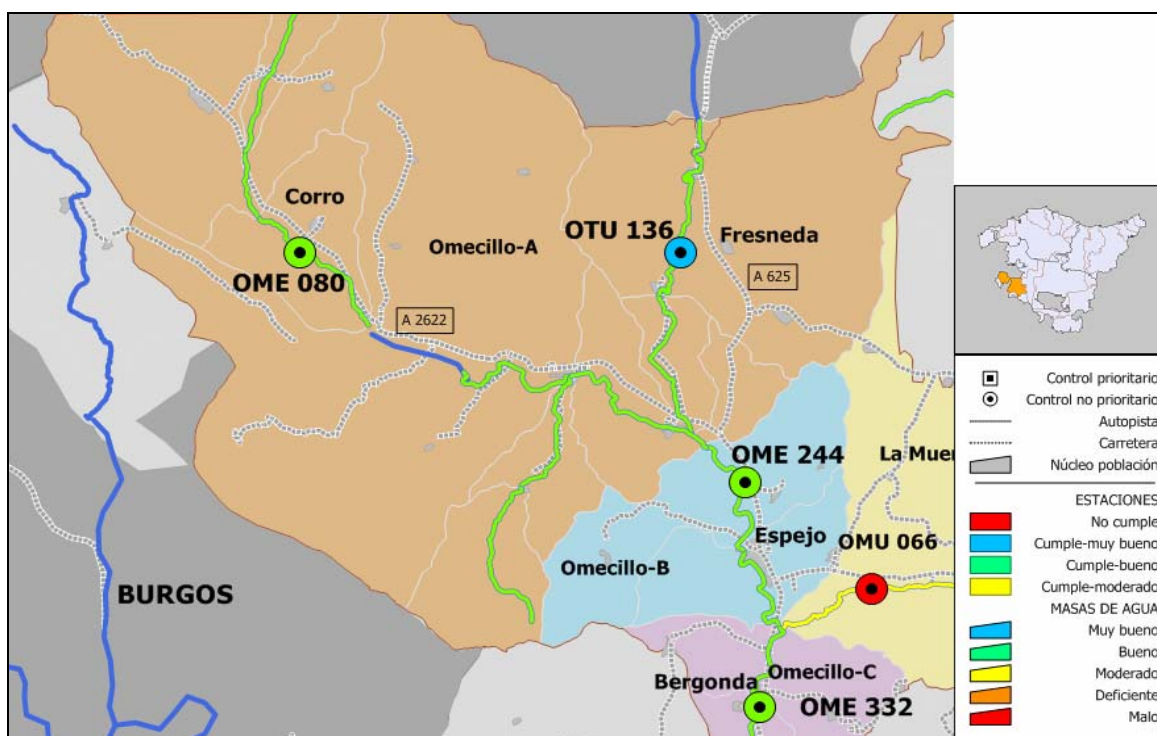 Corro
OTU 136
Fresneda
Omecillo-A
OME 080
A 625
A 2622
OME 244
La Muer
Espejo
OMU 066
Omecillo-B
BURGOS
Omecillo-C
Bergonda
OME 332
Control prioritario
Control no prioritario
Autopista
Carretera
Núcleo población
ESTACIONES
No cumple
Cumple-muy bueno
Cumple-bueno
Cumple-moderado
MASAS DE AGUA
Muy bueno
Bueno
Moderado
Deficiente
Malo